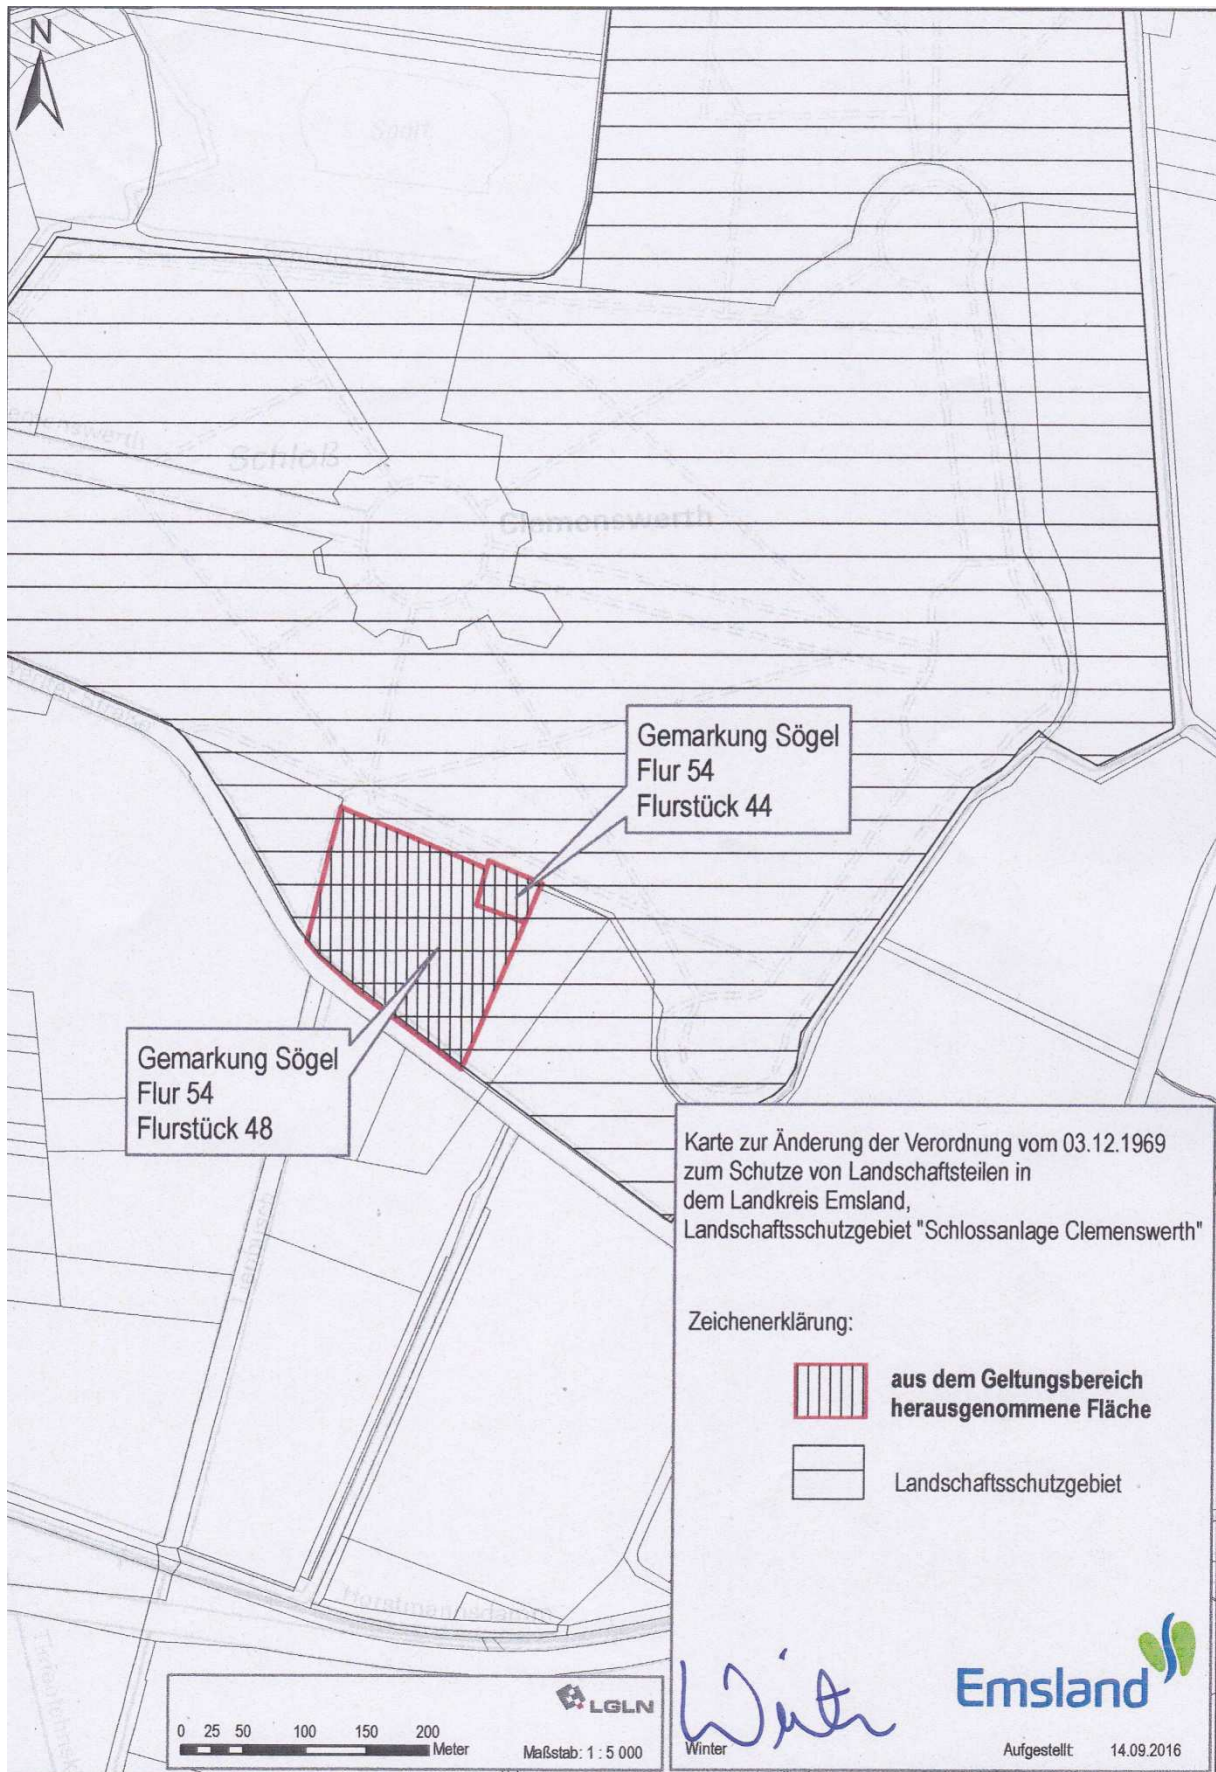 N
Sport
Schloß
Clemenswerth
Gemarkung Sögel
Flur 54
Flurstück 44
Gemarkung Sögel
Flur 54
Flurstück 48
Karte zur Änderung der Verordnung vom 03.12.1969
zum Schutze von Landschaftsteilen in
dem Landkreis Emsland,
Landschaftsschutzgebiet "Schlossanlage Clemenswerth"
Zeichenerklärung:
aus dem Geltungsbereich
herausgenommene Fläche
Landschaftsschutzgebiet
LGLN
0 25 50 100 150 200
Meter
Maßstab: 1 : 5 000
Winter
Emsland
Aufgestellt: 14.09.2016